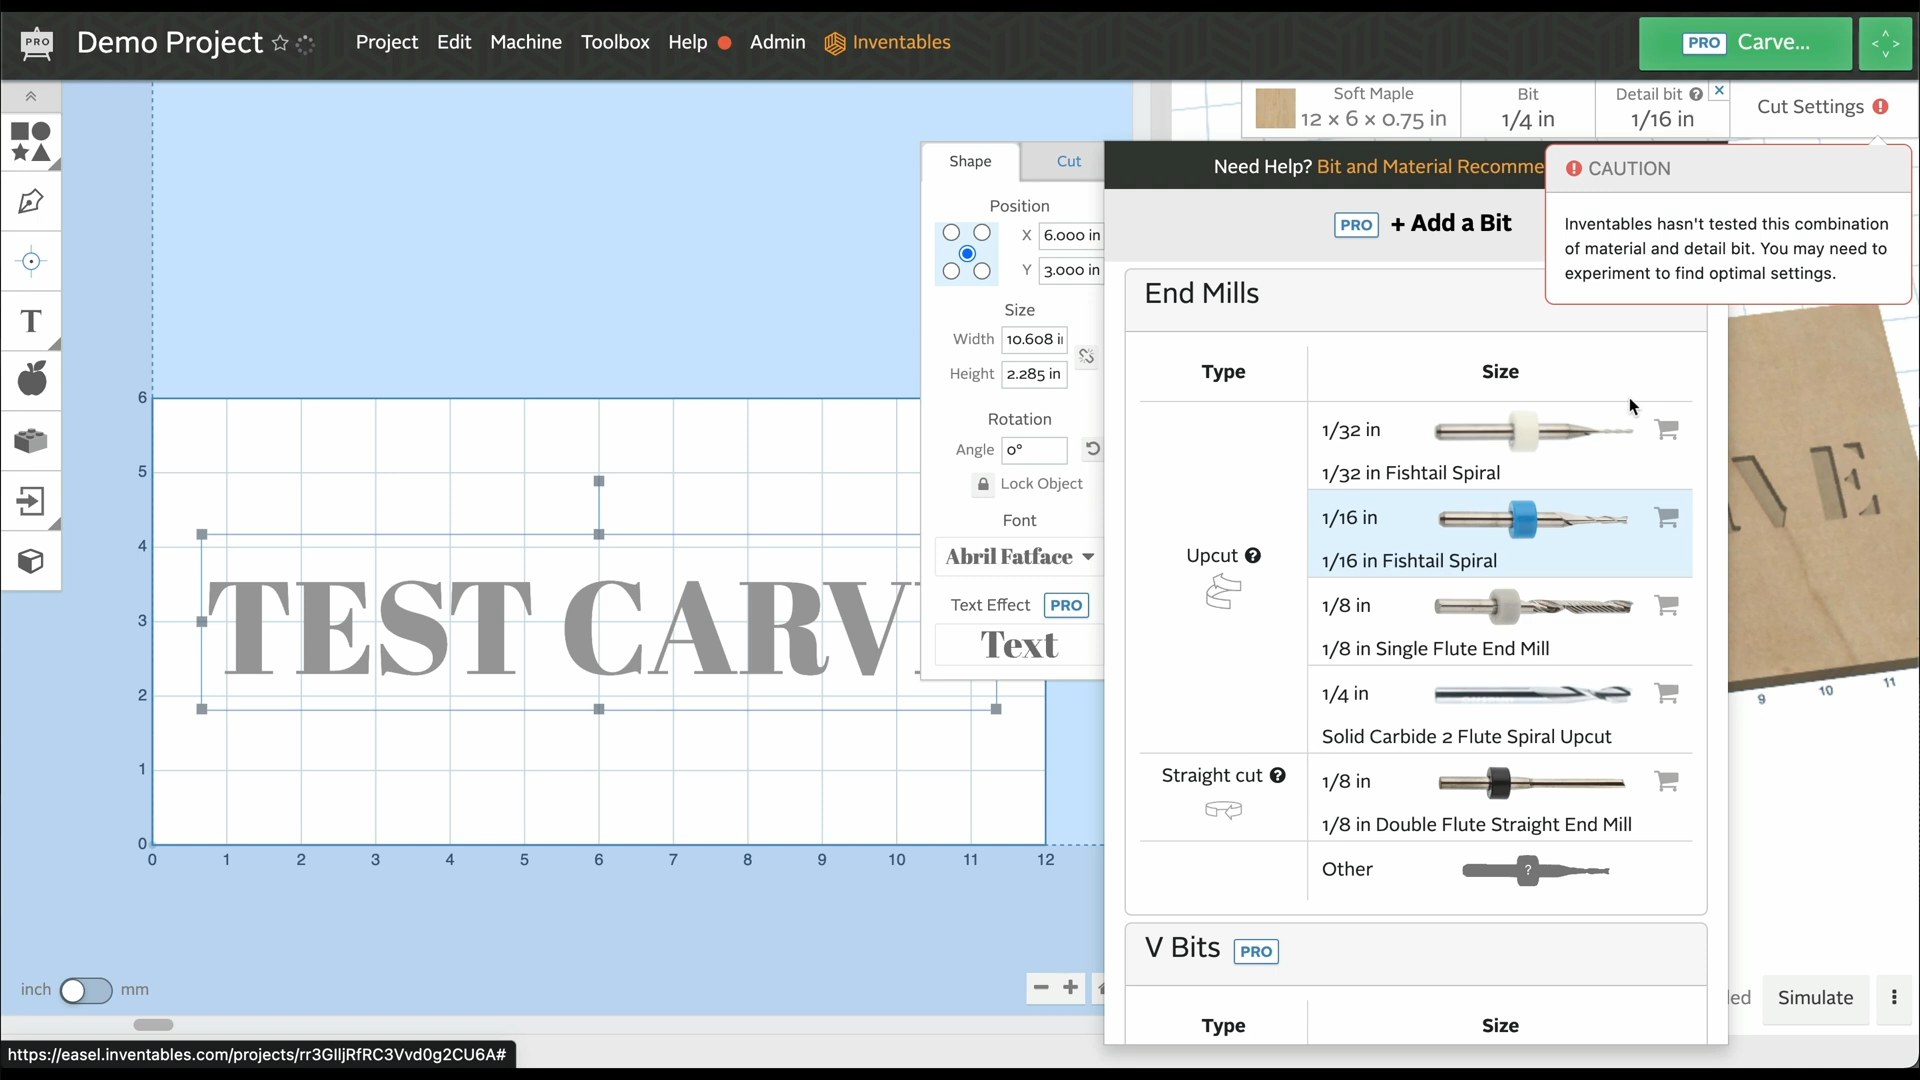 PRO
Demo Project
Project
Edit
Machine
Toolbox
Help
Admin
Inventables
PRO
Carve...
Soft Maple
12 × 6 × 0.75 in
Bit
1/4 in
Detail bit ?
1/16 in
Cut Settings
Shape
Cut
Position
X
6.000 in
Y
3.000 in
Size
Width
10.608 i
Height
2.285 in
Rotation
Angle
0°
Lock Object
Font
Abril Fatface
Text Effect
PRO
Text
Need Help? Bit and Material Recomme
PRO
+ Add a Bit
CAUTION
Inventables hasn't tested this combination
of material and detail bit. You may need to
experiment to find optimal settings.
End Mills
Type
Size
Upcut ?
1/32 in
1/32 in Fishtail Spiral
1/16 in
1/16 in Fishtail Spiral
1/8 in
1/8 in Single Flute End Mill
1/4 in
Solid Carbide 2 Flute Spiral Upcut
Straight cut ?
1/8 in
1/8 in Double Flute Straight End Mill
Other
?
V Bits
PRO
Type
Size
T
TEST CARV
6
5
4
3
2
1
0
0
1
2
3
4
5
6
7
8
9
10
11
12
VE
9
10
11
inch
mm
ed
Simulate
https://easel.inventables.com/projects/rr3GIljRfRC3Vvd0g2CU6A#